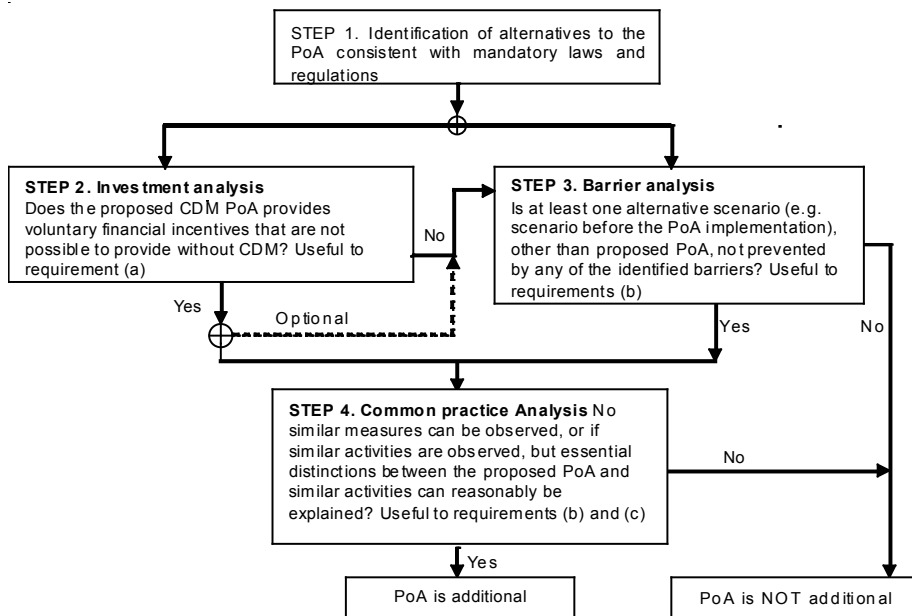 STEP 1. Identification of alternatives to the
PoA consistent with mandatory laws and
regulations
STEP 2. Investment analysis
Does the proposed CDM PoA provides
voluntary financial incentives that are not
possible to provide without CDM? Useful to
requirement (a)
No
STEP 3. Barrier analysis
Is at least one alternative scenario (e.g.
scenario before the PoA implementation),
other than proposed PoA, not prevented
by any of the identified barriers? Useful to
requirements (b)
Yes
Optional
Yes
No
STEP 4. Common practice Analysis No
similar measures can be observed, or if
similar activities are observed, but essential
distinctions between the proposed PoA and
similar activities can reasonably be
explained? Useful to requirements (b) and (c)
No
Yes
PoA is additional
PoA is NOT additional